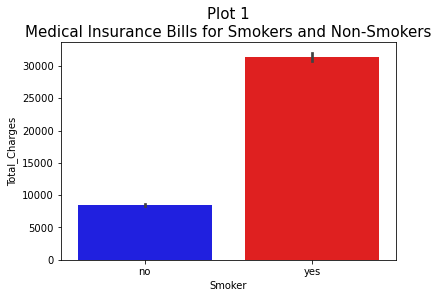 Plot 1
Medical Insurance Bills for Smokers and Non-Smokers
30000
25000
20000
15000
10000
5000
0
Total_Charges
no yes
Smoker